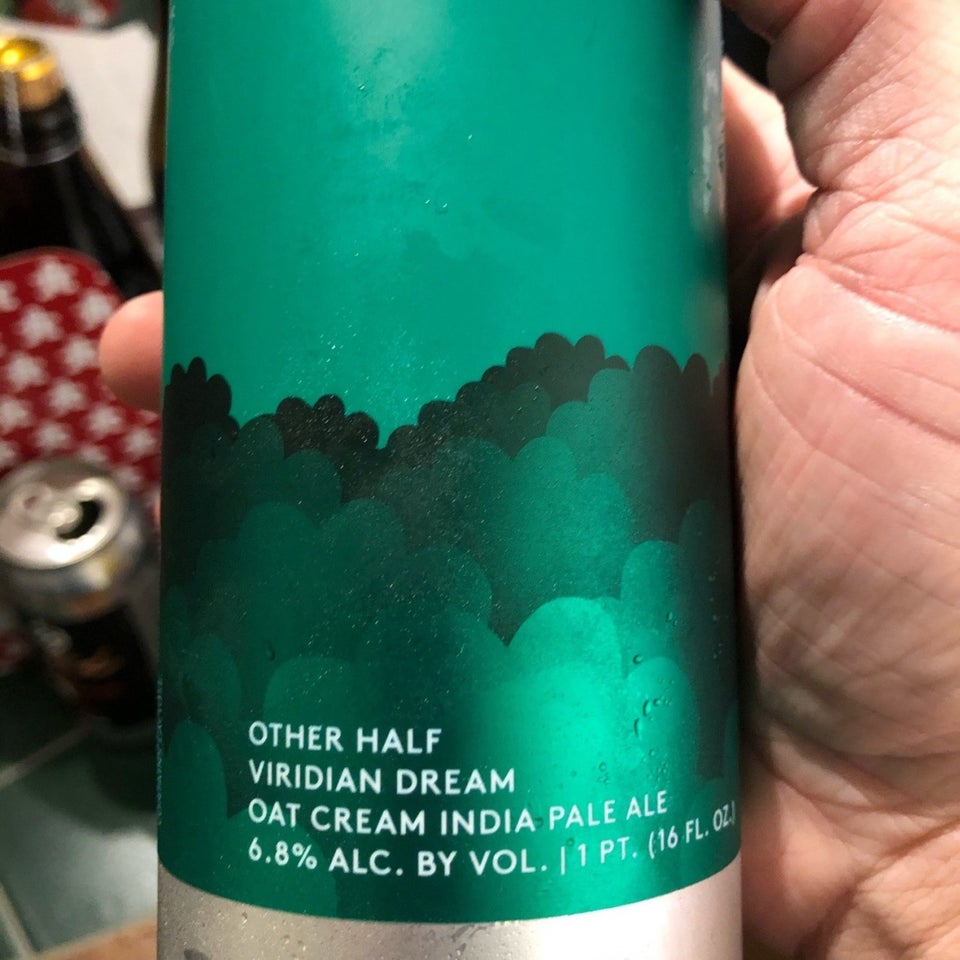 OTHER HALF
VIRIDIAN DREAM
OAT CREAM INDIA PALE ALE
6.8% ALC. BY VOL. | 1 PT. (16 FL. OZ.)